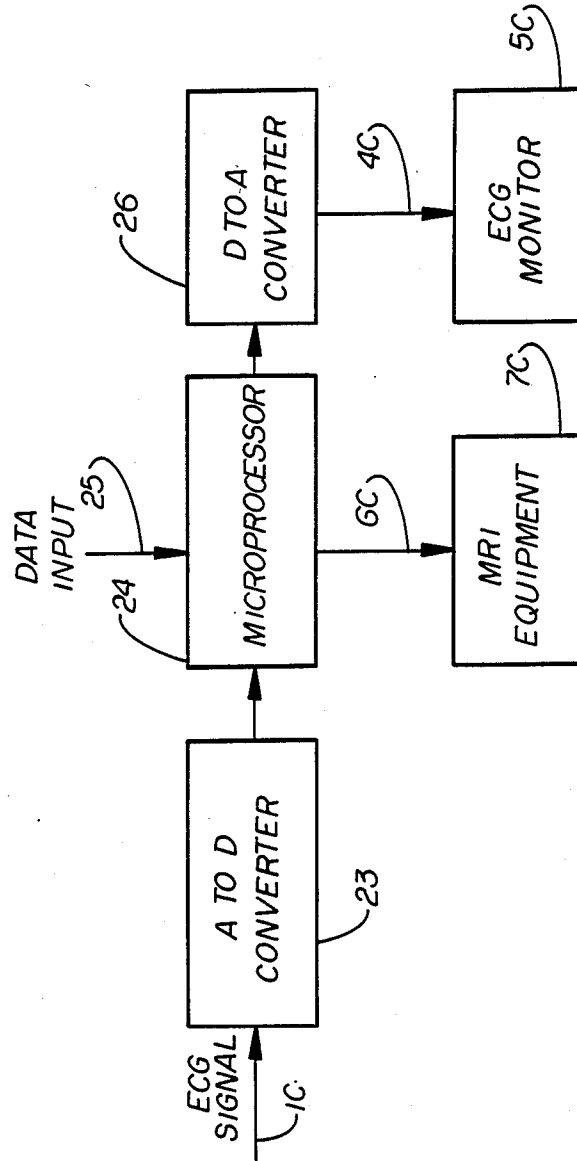 ECG
SIGNAL
1C
A TO D
CONVERTER
23
DATA
INPUT
25
24
MICROPROCESSOR
6C
MRI
EQUIPMENT
7C
26
D TO A
CONVERTER
4C
ECG
MONITOR
5C